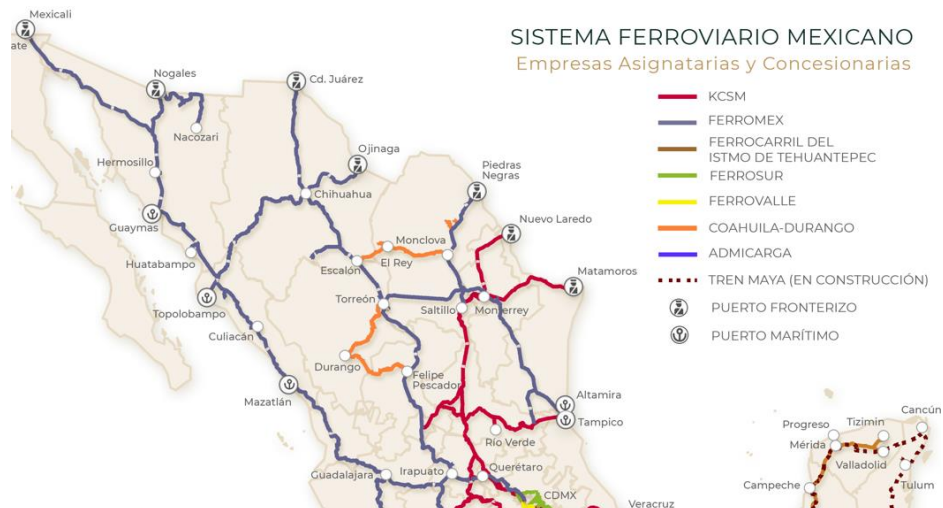 SISTEMA FERROVIARIO MEXICANO
Empresas Asignatarias y Concesionarias
KCSM
FERROMEX
FERROCARRIL DEL
ISTMO DE TEHUANTEPEC
FERROSUR
FERROVALLE
COAHUILA-DURANGO
ADMICARGA
TREN MAYA (EN CONSTRUCCIÓN)
PUERTO FRONTERIZO
PUERTO MARÍTIMO
Mexicali
ate
Nogales
Cd. Juárez
Nacozari
Hermosillo
Ojinaga
Chihuahua
Piedras
Negras
Guaymas
Nuevo Laredo
Monclova
Huatabampo
Escalón
El Rey
Matamoros
Topolobampo
Torreón
Saltillo
Monterrey
Culiacán
Durango
Felipe
Pescador
Mazatlán
Altamira
Tampico
Río Verde
Guadalajara
Irapuato
Querétaro
CDMX
Veracruz
Progreso
Tizimin
Cancún
Mérida
Valladolid
Campeche
Tulum